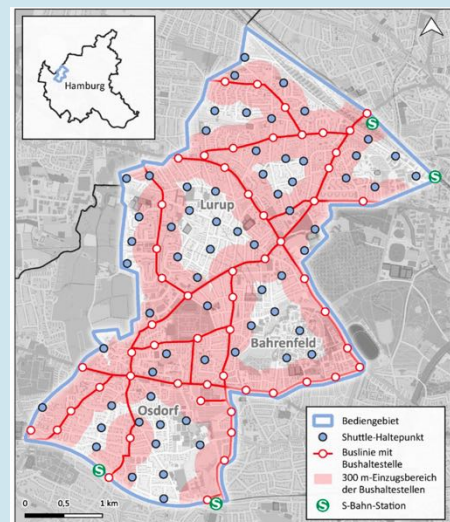 Hamburg
Lurup
Bahrenfeld
Osdorf
S
S
S
S
0 0,5 1 km
Bediengebiet
Shuttle-Haltepunkt
Buslinie mit
Bushaltestelle
300 m-Einzugsbereich
der Bushaltestellen
S S-Bahn-Station